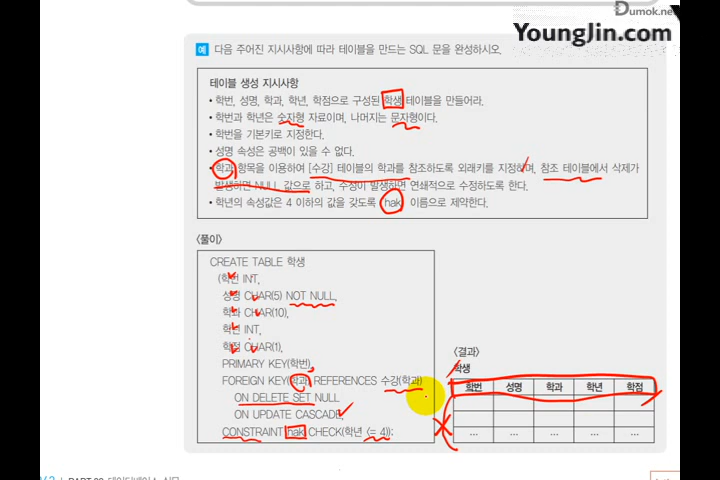 Dumok.ne
YoungJin.com
예 다음 주어진 지시사항에 따라 테이블을 만드는 SQL 문을 완성하시오.
테이블 생성 지시사항
• 학번, 성명, 학과, 학년, 학점으로 구성된 학생 테이블을 만들어라.
• 학번과 학년은 숫자형 자료이며, 나머지는 문자형이다.
• 학번을 기본키로 지정한다.
• 성명 속성은 공백이 있을 수 없다.
• 학과 항목을 이용하여 [수강] 테이블의 학과를 참조하도록 외래키를 지정하며, 참조 테이블에서 삭제가
발생하면 NULL 값으로 하고, 수정이 발생하면 연쇄적으로 수정하도록 한다.
• 학년의 속성값은 4 이하의 값을 갖도록 hak 이름으로 제약한다.
<풀이>
CREATE TABLE 학생
(학번 INT,
성명 CHAR(5) NOT NULL,
학과 CHAR(10),
학년 INT,
학점 CHAR(1),
PRIMARY KEY(학번),
FOREIGN KEY(학과) REFERENCES 수강(학과)
ON DELETE SET NULL
ON UPDATE CASCADE,
CONSTRAINT hak CHECK(학년 <= 4));
<결과>
학생
학번 성명 학과 학년 학점
... ... ... ... ...